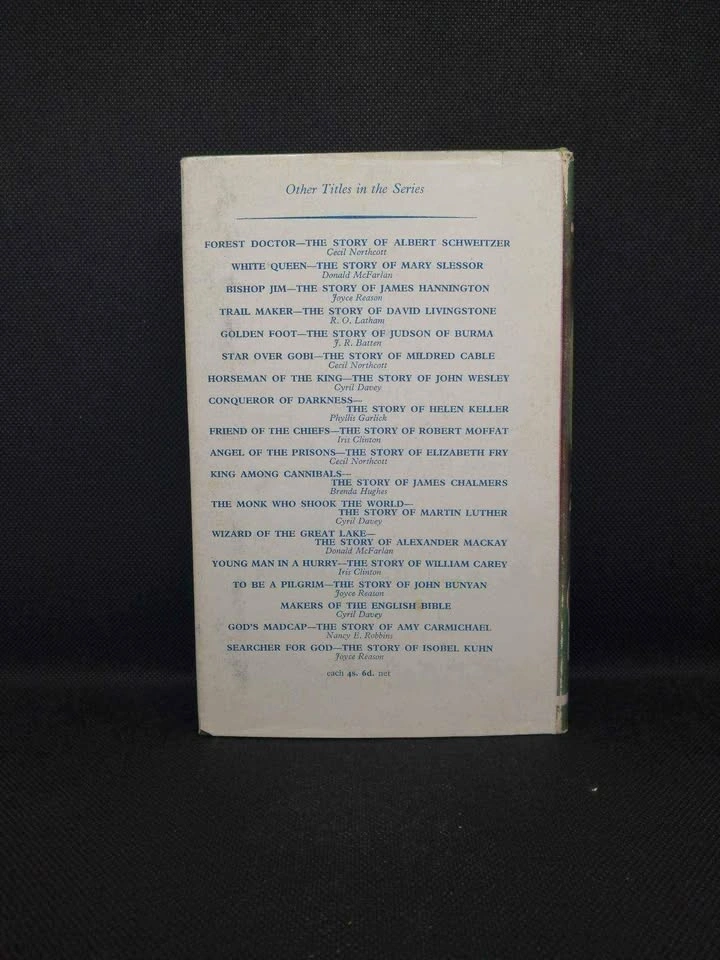 Other Titles in the Series
FOREST DOCTOR—THE STORY OF ALBERT SCHWEITZER
Cecil Northcott
WHITE QUEEN—THE STORY OF MARY SLESSOR
Donald McFarlan
BISHOP JIM—THE STORY OF JAMES HANNINGTON
Joyce Reason
TRAIL MAKER—THE STORY OF DAVID LIVINGSTONE
R. O. Latham
GOLDEN FOOT—THE STORY OF JUDSON OF BURMA
J. R. Batten
STAR OVER GOBI—THE STORY OF MILDRED CABLE
Cecil Northcott
HORSEMAN OF THE KING—THE STORY OF JOHN WESLEY
Cyril Davey
CONQUEROR OF DARKNESS—
THE STORY OF HELEN KELLER
Phyllis Garlick
FRIEND OF THE CHIEFS—THE STORY OF ROBERT MOFFAT
Iris Clinton
ANGEL OF THE PRISONS—THE STORY OF ELIZABETH FRY
Cecil Northcott
KING AMONG CANNIBALS—
THE STORY OF JAMES CHALMERS
Brenda Hughes
THE MONK WHO SHOOK THE WORLD—
THE STORY OF MARTIN LUTHER
Cyril Davey
WIZARD OF THE GREAT LAKE—
THE STORY OF ALEXANDER MACKAY
Donald McFarlan
YOUNG MAN IN A HURRY—THE STORY OF WILLIAM CAREY
Iris Clinton
TO BE A PILGRIM—THE STORY OF JOHN BUNYAN
Joyce Reason
MAKERS OF THE ENGLISH BIBLE
Cyril Davey
GOD'S MADCAP—THE STORY OF AMY CARMICHAEL
Nancy E. Robbins
SEARCHER FOR GOD—THE STORY OF ISOBEL KUHN
Joyce Reason
each 4s. 6d. net